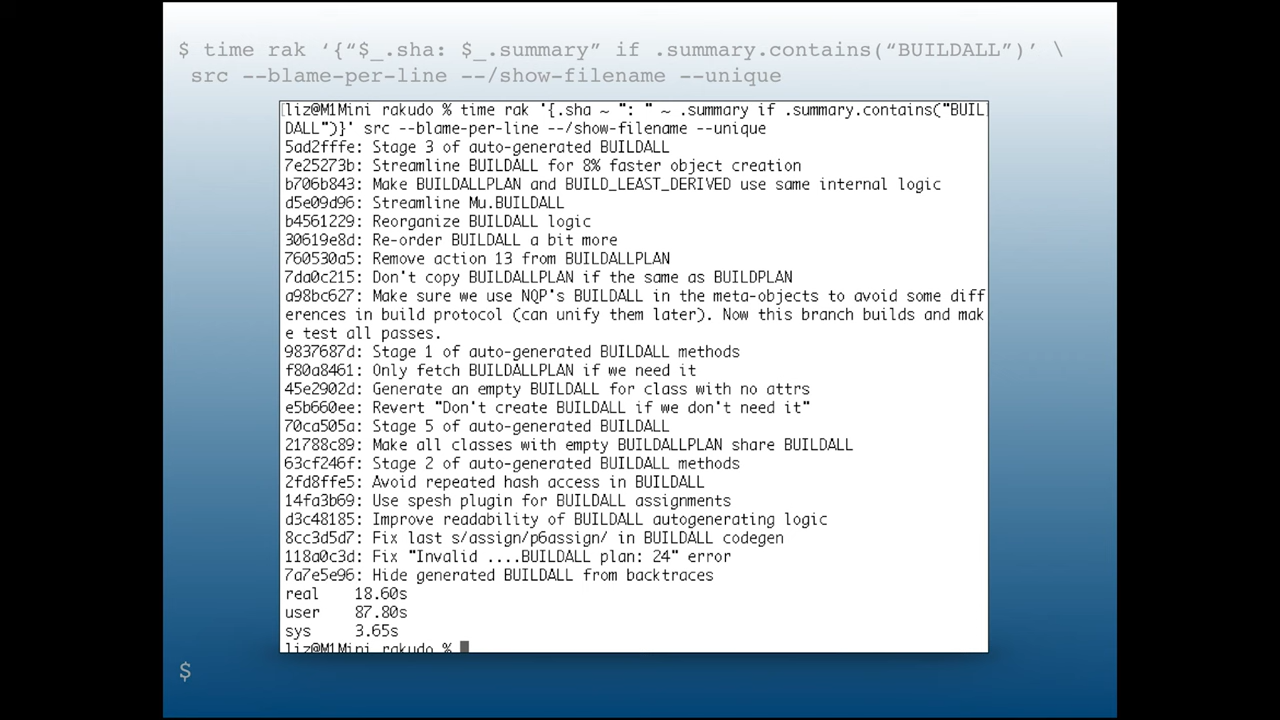 $ time rak ‘{“$_.sha: $_.summary” if .summary.contains(“BUILDALL”)’ \
src --blame-per-line --/show-filename --unique
liz@M1Mini rakudo % time rak '{.sha ~ ": " ~ .summary if .summary.contains("BUIL
DALL")}' src --blame-per-line --/show-filename --unique
5ad2fffe: Stage 3 of auto-generated BUILDALL
7e25273b: Streamline BUILDALL for 8% faster object creation
b706b843: Make BUILDALLPLAN and BUILD_LEAST_DERIVED use same internal logic
d5e09d96: Streamline Mu.BUILDALL
b4561229: Reorganize BUILDALL logic
30619e8d: Re-order BUILDALL a bit more
760530a5: Remove action 13 from BUILDALLPLAN
7da0c215: Don't copy BUILDALLPLAN if the same as BUILDPLAN
a98bc627: Make sure we use NQP's BUILDALL in the meta-objects to avoid some diff
erences in build protocol (can unify them later). Now this branch builds and mak
e test all passes.
9837687d: Stage 1 of auto-generated BUILDALL methods
f80a8461: Only fetch BUILDALLPLAN if we need it
45e2902d: Generate an empty BUILDALL for class with no attrs
e5b660ee: Revert "Don't create BUILDALL if we don't need it"
70ca505a: Stage 5 of auto-generated BUILDALL
21788c89: Make all classes with empty BUILDALLPLAN share BUILDALL
63cf246f: Stage 2 of auto-generated BUILDALL methods
2fd8ffe5: Avoid repeated hash access in BUILDALL
14fa3b69: Use spesh plugin for BUILDALL assignments
d3c48185: Improve readability of BUILDALL autogenerating logic
8cc3d5d7: Fix last s/assign/p6assign/ in BUILDALL codegen
118a0c3d: Fix "Invalid ....BUILDALL plan: 24" error
7a7e5e96: Hide generated BUILDALL from backtraces
real 18.60s
user 87.80s
sys 3.65s
liz@M1Mini rakudo %
$